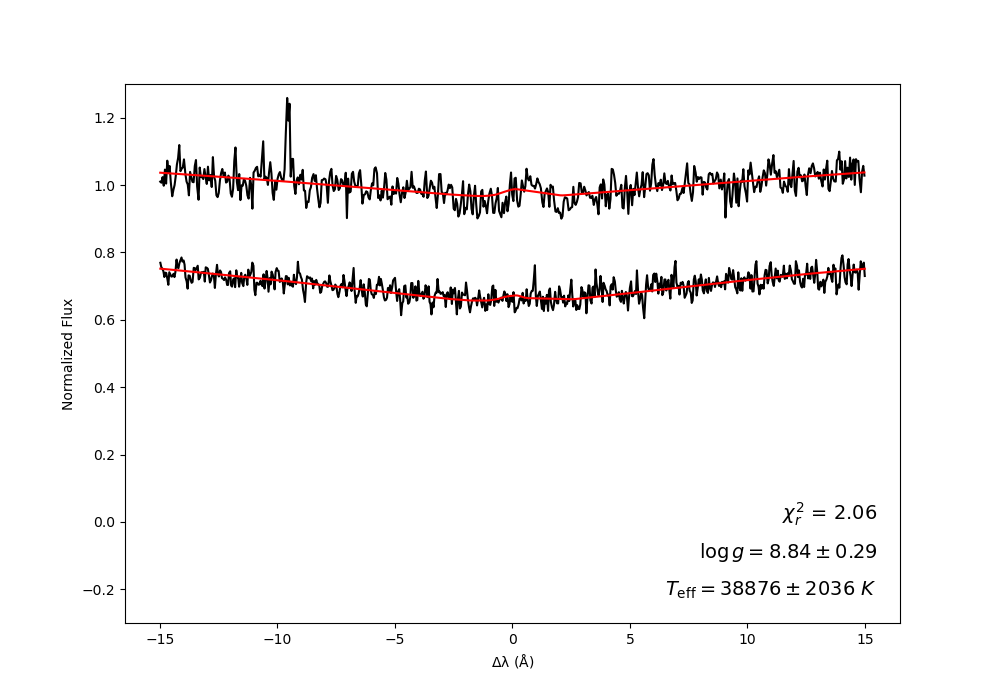 1.2
1.0
0.8
0.6
0.4
0.2
0.0
−0.2
Normalized Flux
χ²ᵣ = 2.06
log g = 8.84 ± 0.29
T_eff = 38876 ± 2036 K
−15 −10 −5 0 5 10 15
Δλ (Å)